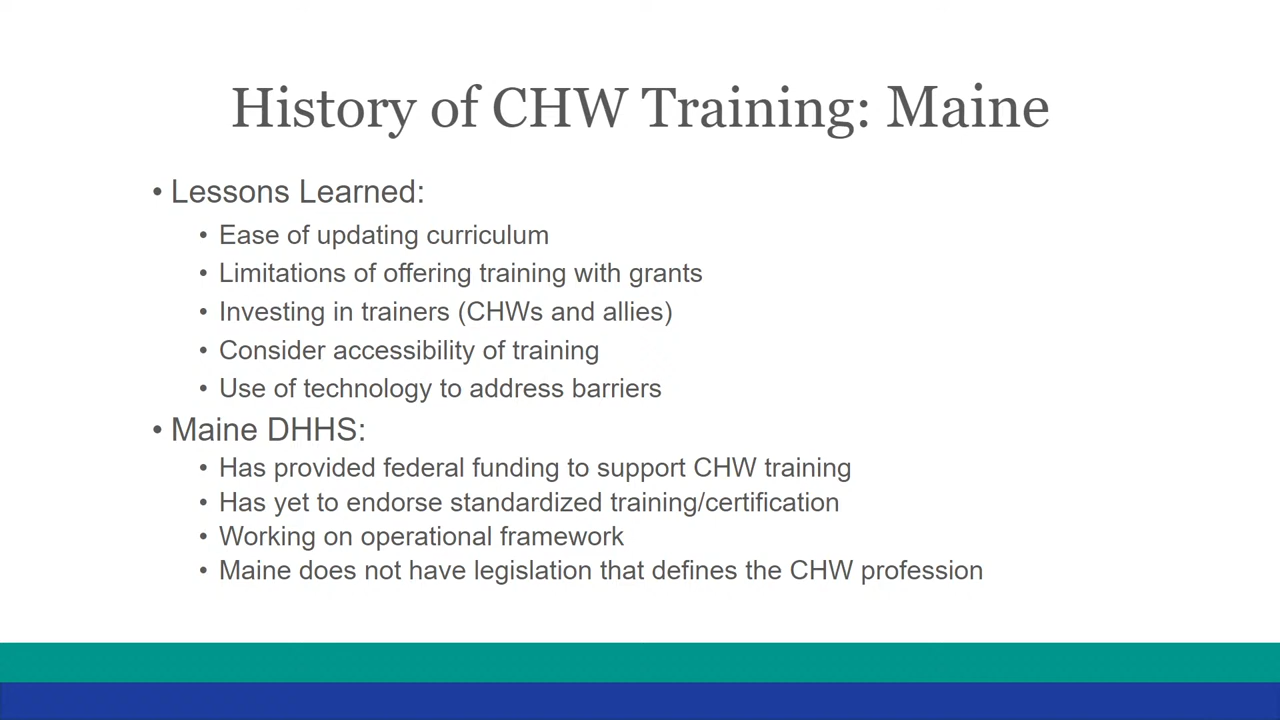 History of CHW Training: Maine
• Lessons Learned:
• Ease of updating curriculum
• Limitations of offering training with grants
• Investing in trainers (CHWs and allies)
• Consider accessibility of training
• Use of technology to address barriers
• Maine DHHS:
• Has provided federal funding to support CHW training
• Has yet to endorse standardized training/certification
• Working on operational framework
• Maine does not have legislation that defines the CHW profession